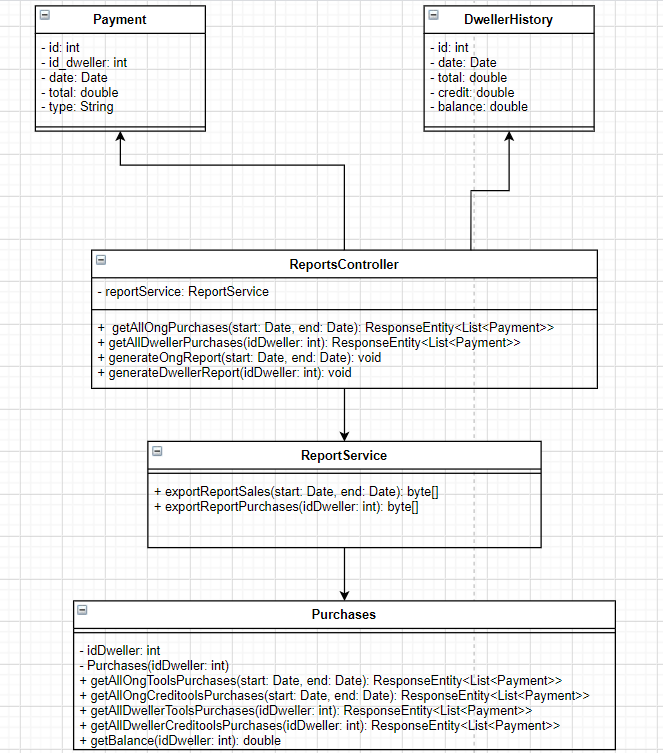 Payment
- id: int
- id_dweller: int
- date: Date
- total: double
- type: String
DwellerHistory
- id: int
- date: Date
- total: double
- credit: double
- balance: double
ReportsController
- reportService: ReportService
+ getAllOngPurchases(start: Date, end: Date): ResponseEntity<List<Payment>>
+ getAllDwellerPurchases(idDweller: int): ResponseEntity<List<Payment>>
+ generateOngReport(start: Date, end: Date): void
+ generateDwellerReport(idDweller: int): void
ReportService
+ exportReportSales(start: Date, end: Date): byte[]
+ exportReportPurchases(idDweller: int): byte[]
Purchases
- idDweller: int
- Purchases(idDweller: int)
+ getAllOngToolsPurchases(start: Date, end: Date): ResponseEntity<List<Payment>>
+ getAllOngCreditoolsPurchases(start: Date, end: Date): ResponseEntity<List<Payment>>
+ getAllDwellerToolsPurchases(idDweller: int): ResponseEntity<List<Payment>>
+ getAllDwellerCreditoolsPurchases(idDweller: int): ResponseEntity<List<Payment>>
+ getBalance(idDweller: int): double